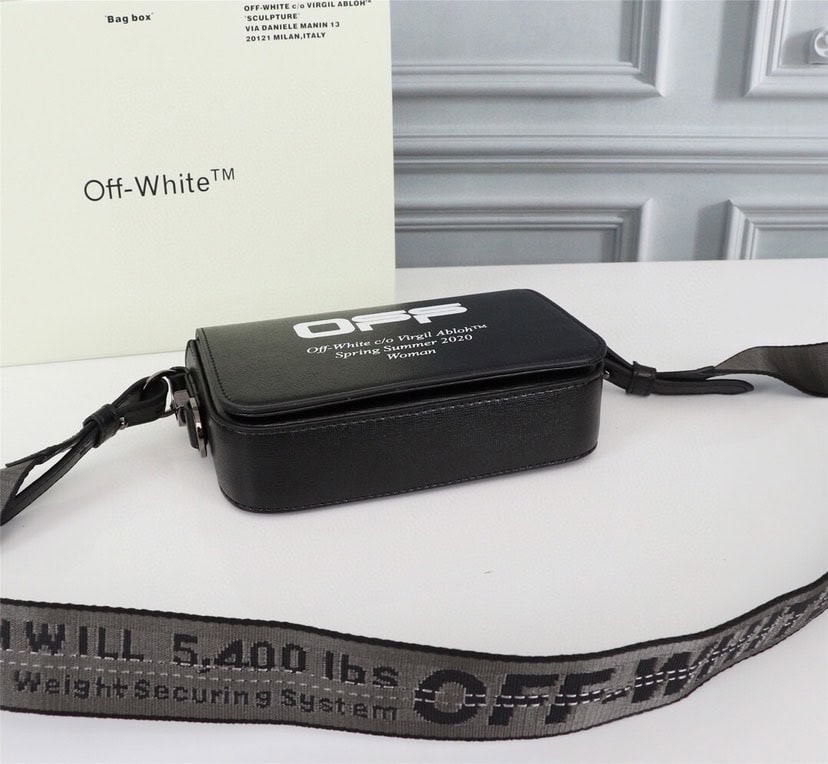 "Bag box"
OFF-WHITE c/o VIRGIL ABLOH™
"SCULPTURE"
VIA DANIELE MANIN 13
20121 MILAN,ITALY
Off-White™
OFF
Off-White c/o Virgil Abloh™
Spring Summer 2020
Woman
WILL 5,400 lbs
Weight Securing System
OFF-WHITE